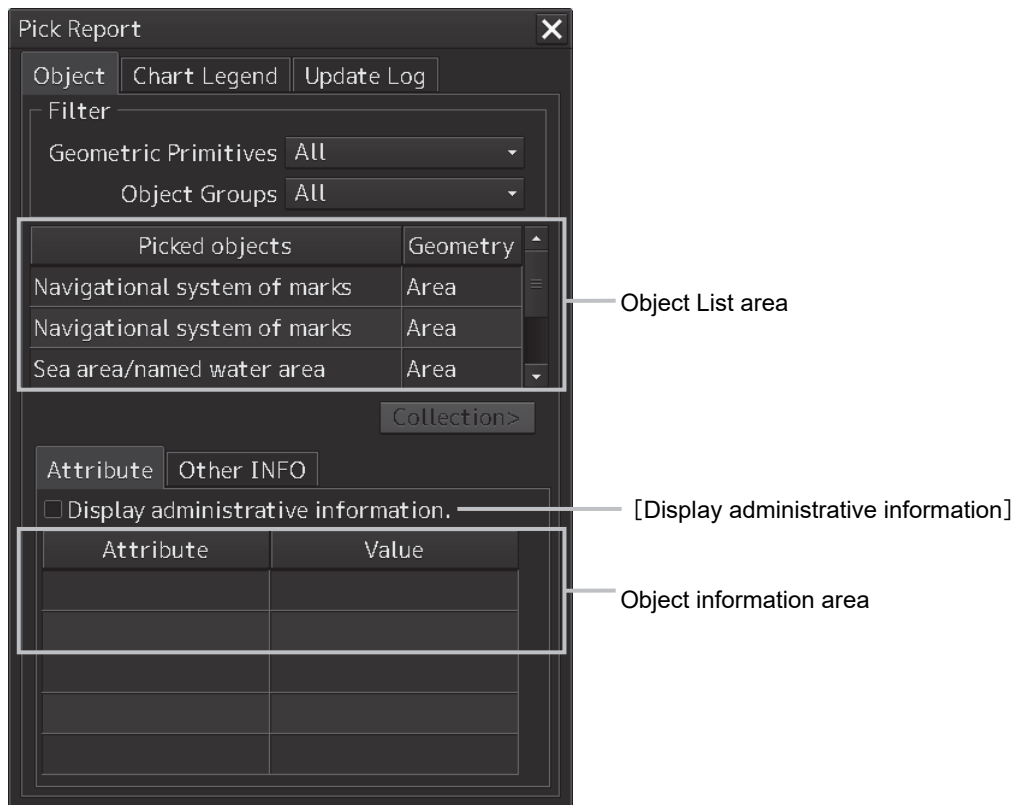 Pick Report
Object Chart Legend Update Log
Filter
Geometric Primitives All
Object Groups All
Picked objects Geometry
Navigational system of marks Area
Navigational system of marks Area
Sea area/named water area Area
Object List area
Collection>
Attribute Other INFO
Display administrative information.
[Display administrative information]
Attribute Value
Object information area